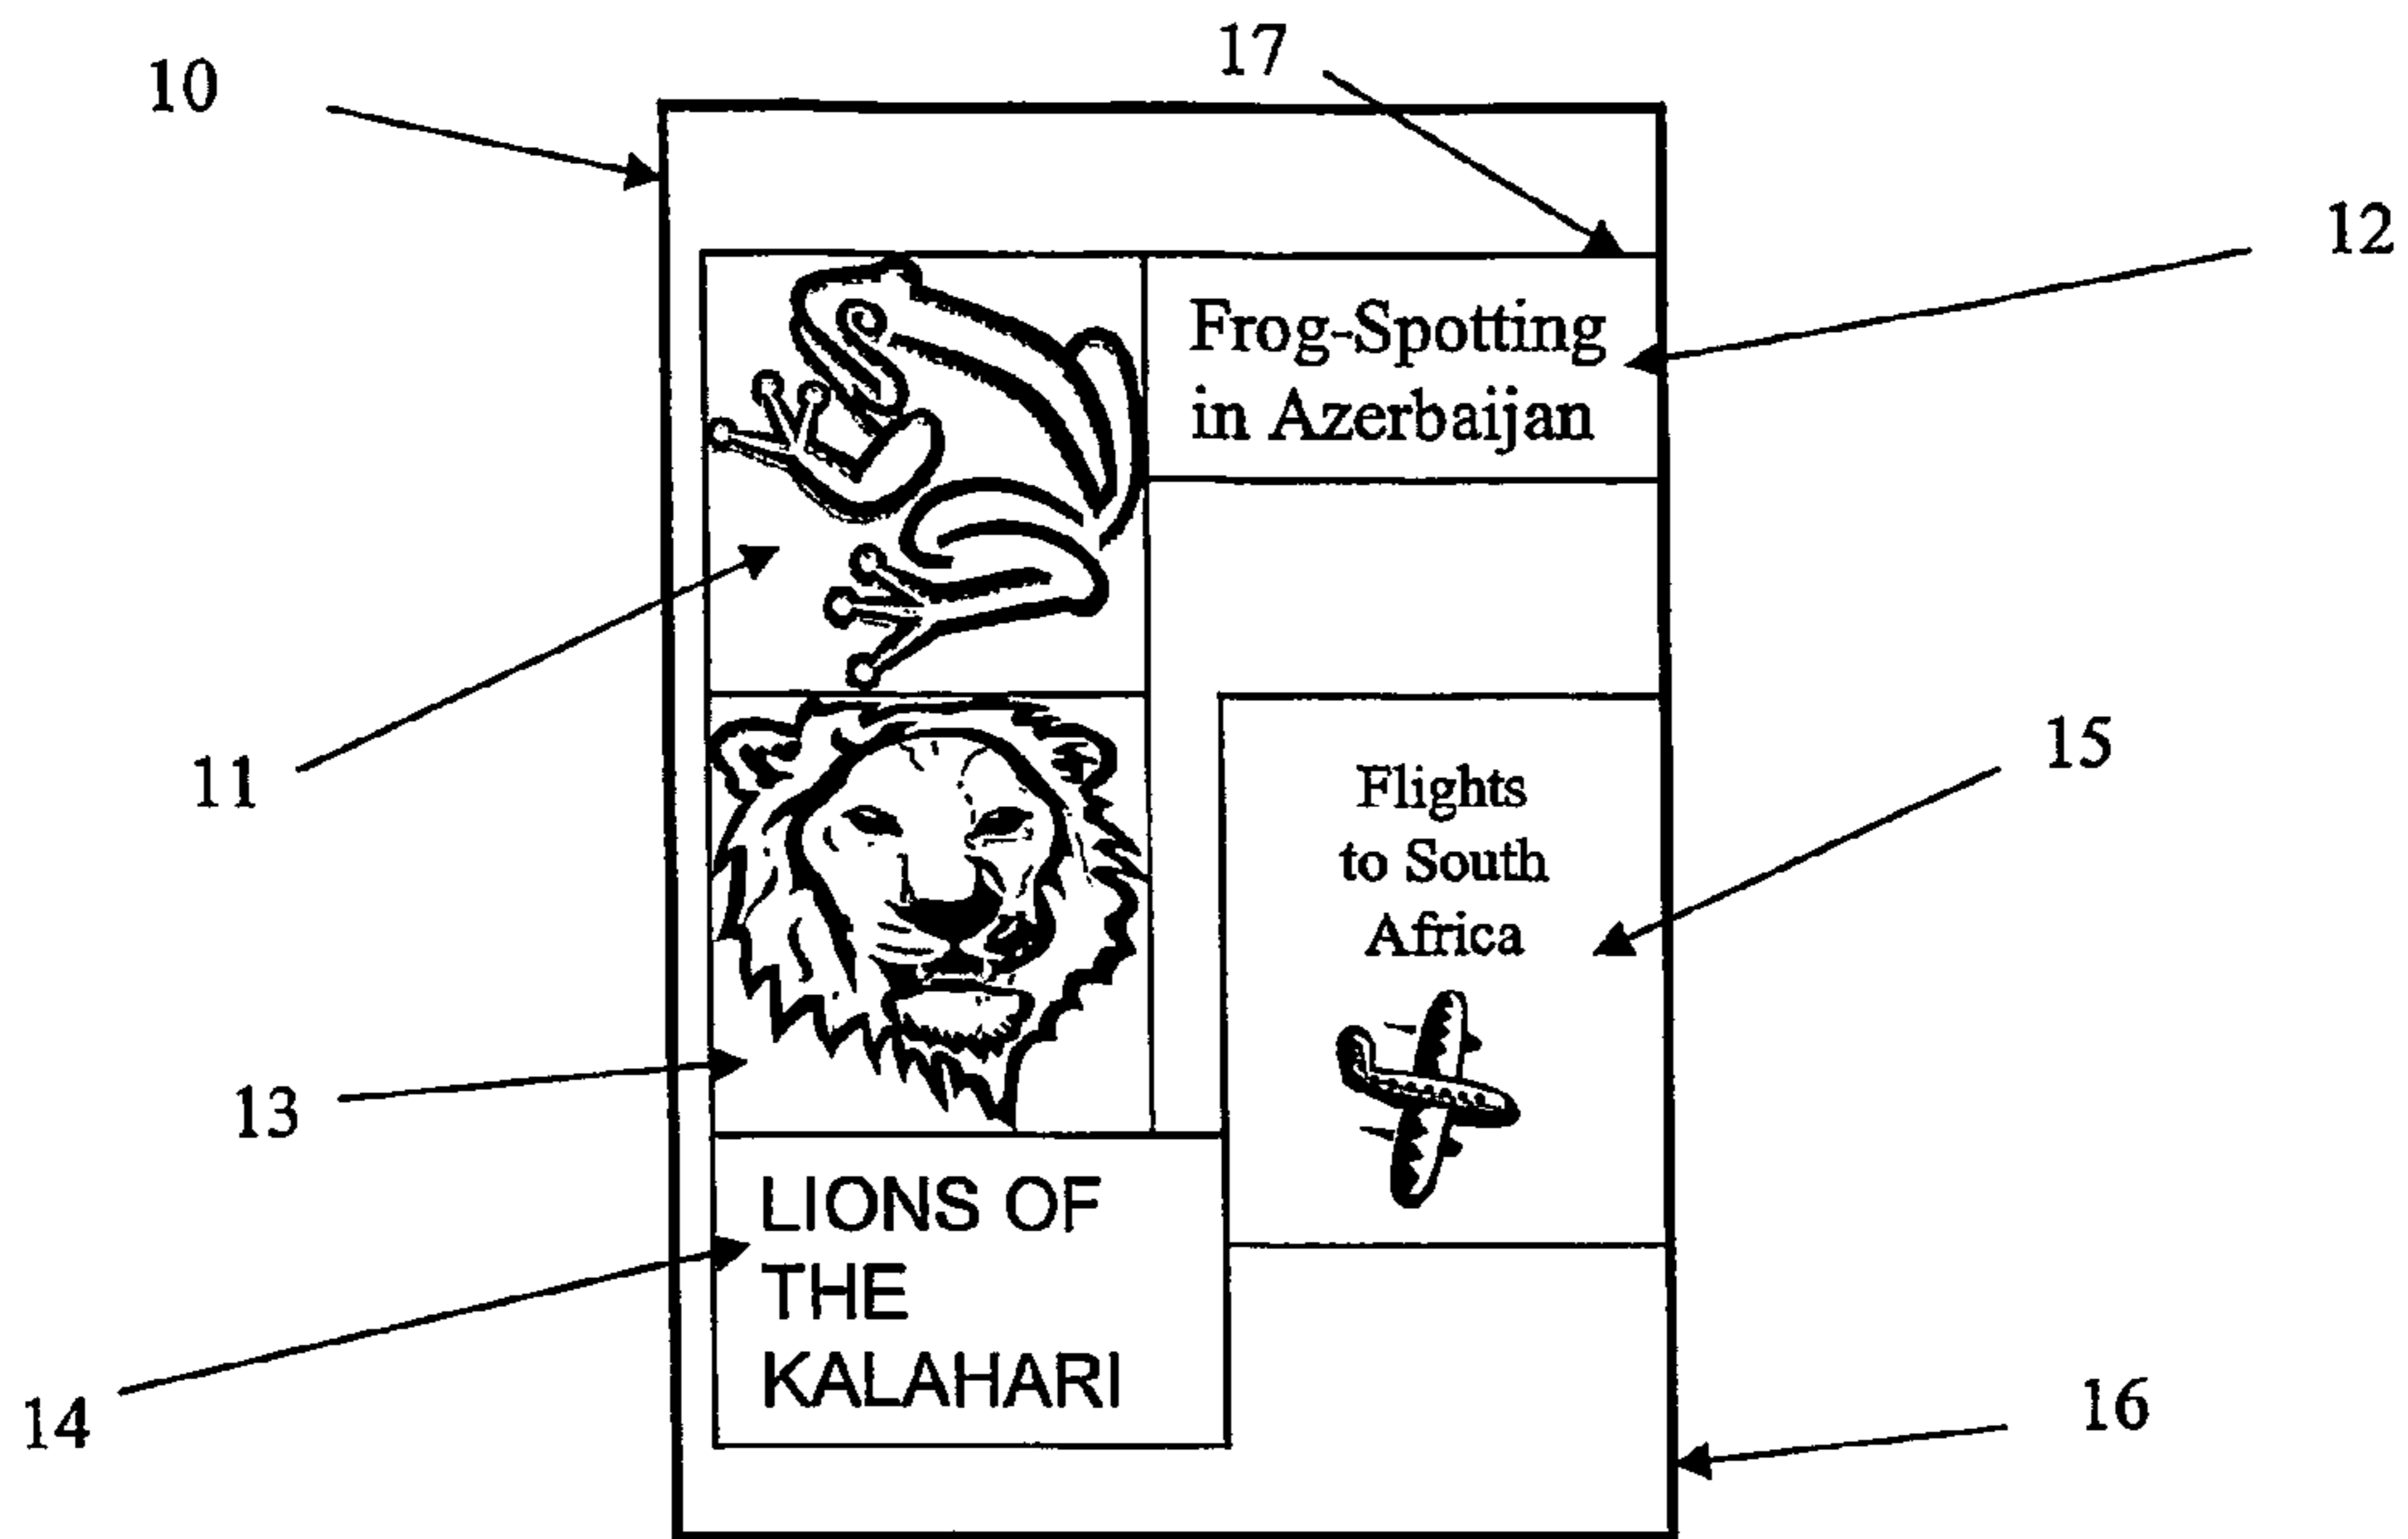 10
17
12
Frog-Spotting
in Azerbaijan
11
15
Flights
to South
Africa
13
LIONS OF
THE
KALAHARI
14
16